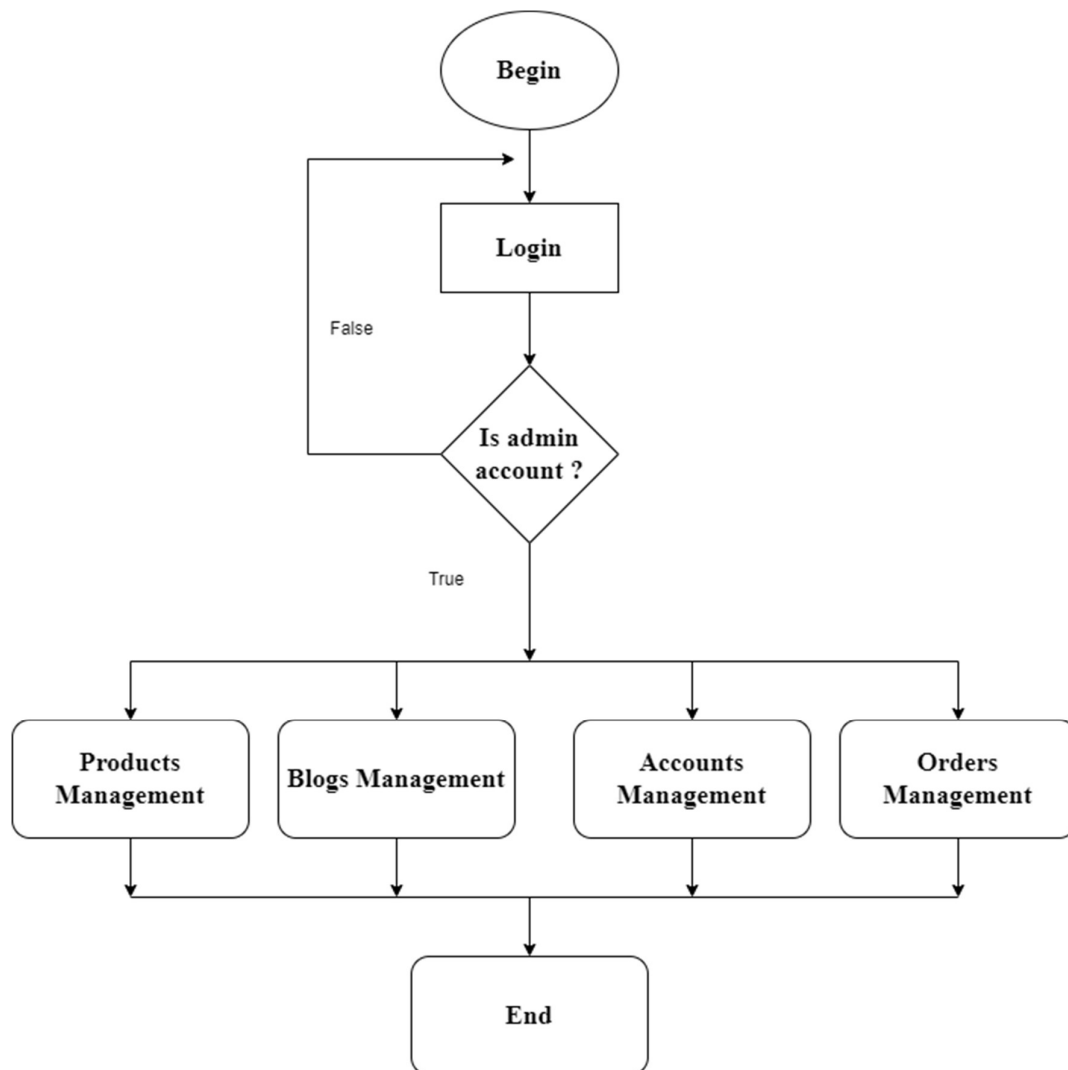 Begin
Login
False
Is admin
account ?
True
Products
Management
Blogs Management
Accounts
Management
Orders
Management
End